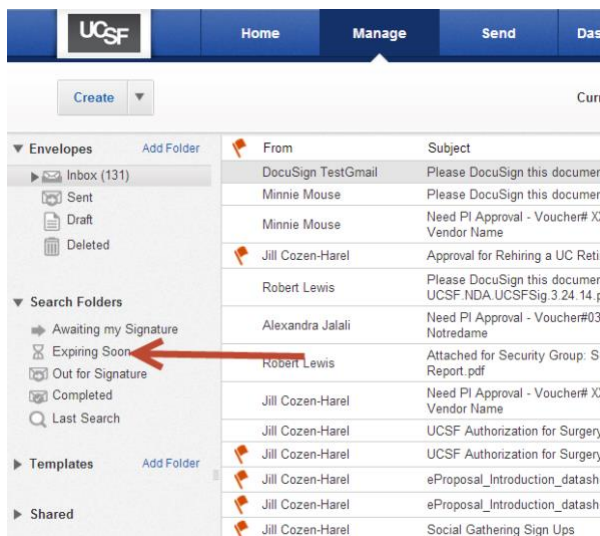 UCSF
Home Manage Send Das
Create
Curr
Envelopes Add Folder
Inbox (131)
Sent
Draft
Deleted
Search Folders
Awaiting my Signature
Expiring Soon
Out for Signature
Completed
Last Search
Templates Add Folder
Shared
From Subject
DocuSign TestGmail Please DocuSign this documen
Minnie Mouse Please DocuSign this documen
Minnie Mouse Need PI Approval - Voucher# XX
Vendor Name
Jill Cozen-Harel Approval for Rehiring a UC Reti
Robert Lewis Please DocuSign this documen
UCSF.NDA.UCSFSig.3.24.14.p
Alexandra Jalali Need PI Approval - Voucher#03
Notredame
Robert Lewis Attached for Security Group: S
Report.pdf
Jill Cozen-Harel Need PI Approval - Voucher# XX
Vendor Name
Jill Cozen-Harel UCSF Authorization for Surgery
Jill Cozen-Harel UCSF Authorization for Surgery
Jill Cozen-Harel eProposal_Introduction_datash
Jill Cozen-Harel eProposal_Introduction_datash
Jill Cozen-Harel Social Gathering Sign Ups